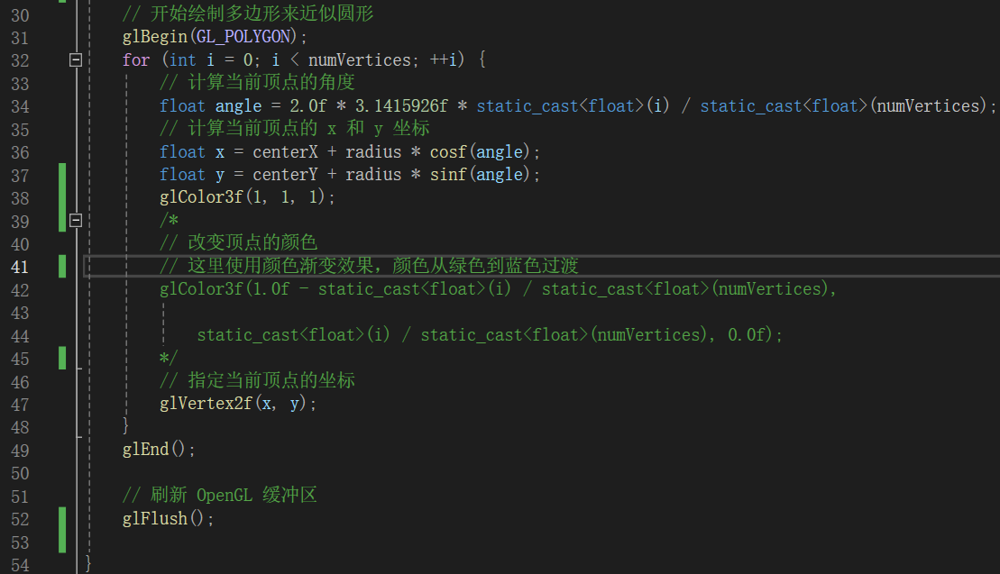 30 // 开始绘制多边形来近似圆形
31 glBegin(GL_POLYGON);
32 for (int i = 0; i < numVertices; ++i) {
33 // 计算当前顶点的角度
34 float angle = 2.0f * 3.1415926f * static_cast<float>(i) / static_cast<float>(numVertices);
35 // 计算当前顶点的 x 和 y 坐标
36 float x = centerX + radius * cosf(angle);
37 float y = centerY + radius * sinf(angle);
38 glColor3f(1, 1, 1);
39 /*
40 // 改变顶点的颜色
41 // 这里使用颜色渐变效果，颜色从绿色到蓝色过渡
42 glColor3f(1.0f - static_cast<float>(i) / static_cast<float>(numVertices),
43
44 static_cast<float>(i) / static_cast<float>(numVertices), 0.0f);
45 */
46 // 指定当前顶点的坐标
47 glVertex2f(x, y);
48 }
49 glEnd();
50
51 // 刷新 OpenGL 缓冲区
52 glFlush();
53
54 }